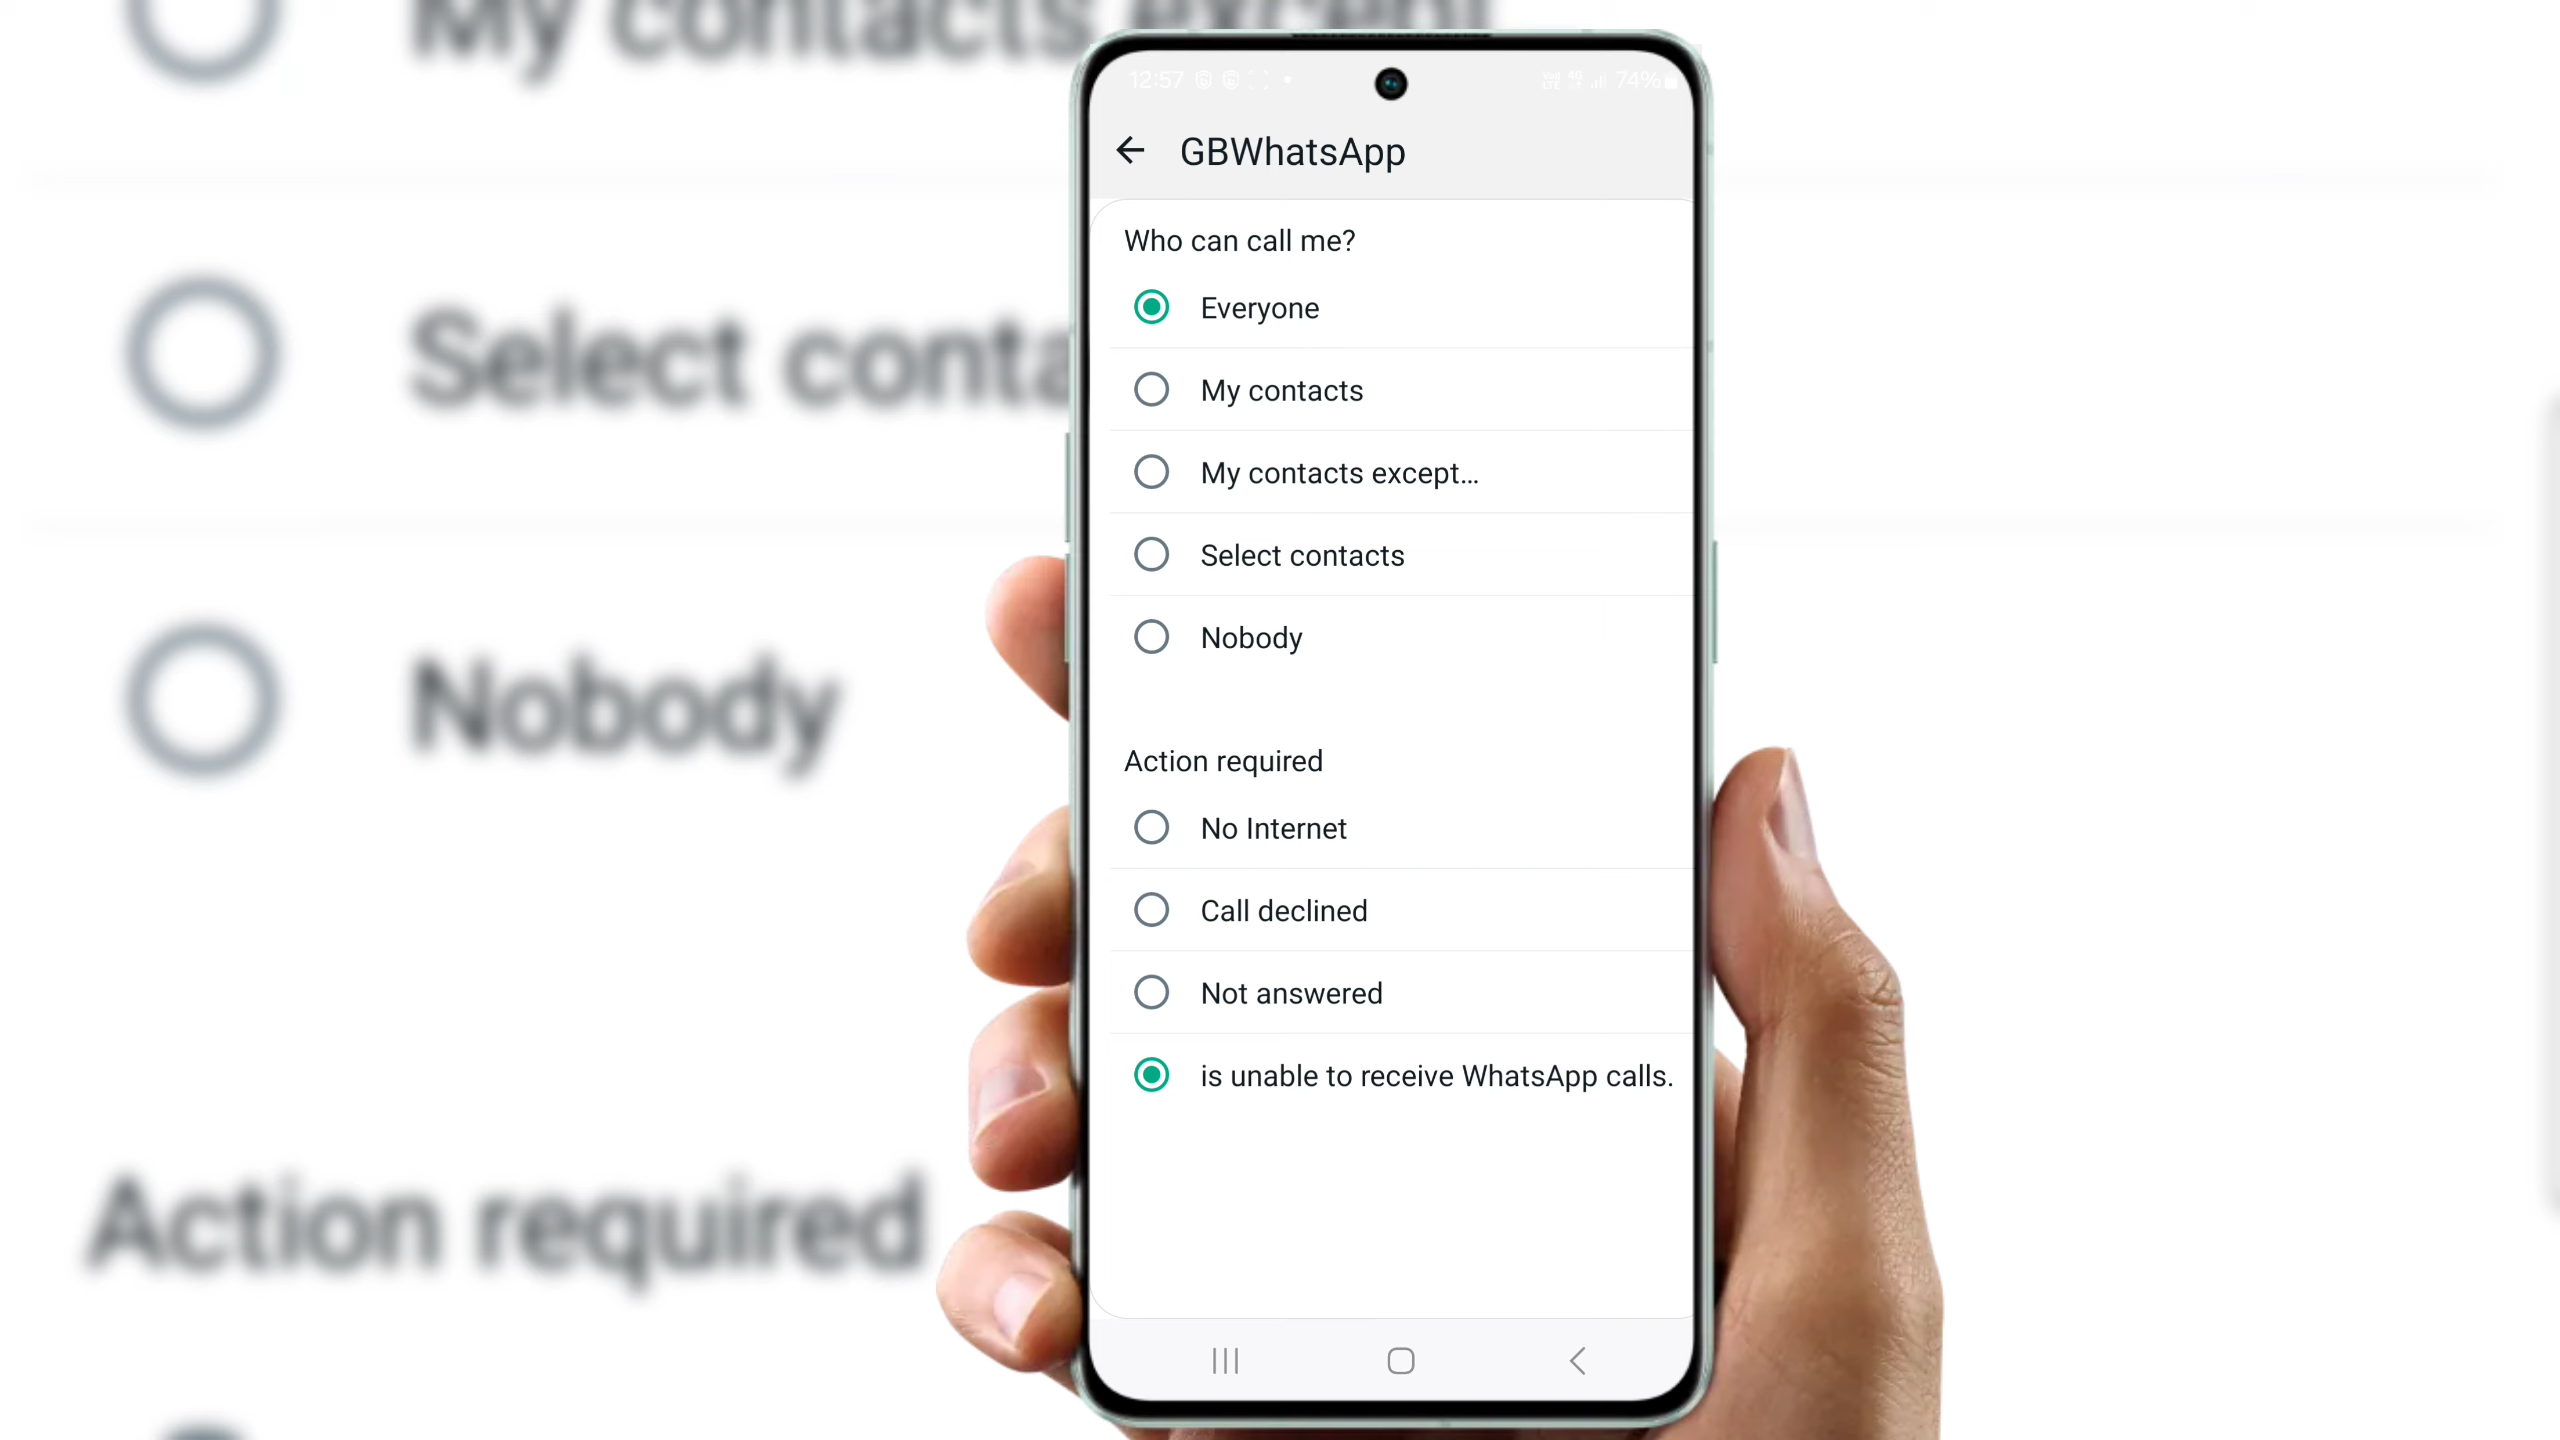 My contacts except
Select conta
Nobody
Action required
12:57
74%
GBWhatsApp
Who can call me?
Everyone
My contacts
My contacts except...
Select contacts
Nobody
Action required
No Internet
Call declined
Not answered
is unable to receive WhatsApp calls.